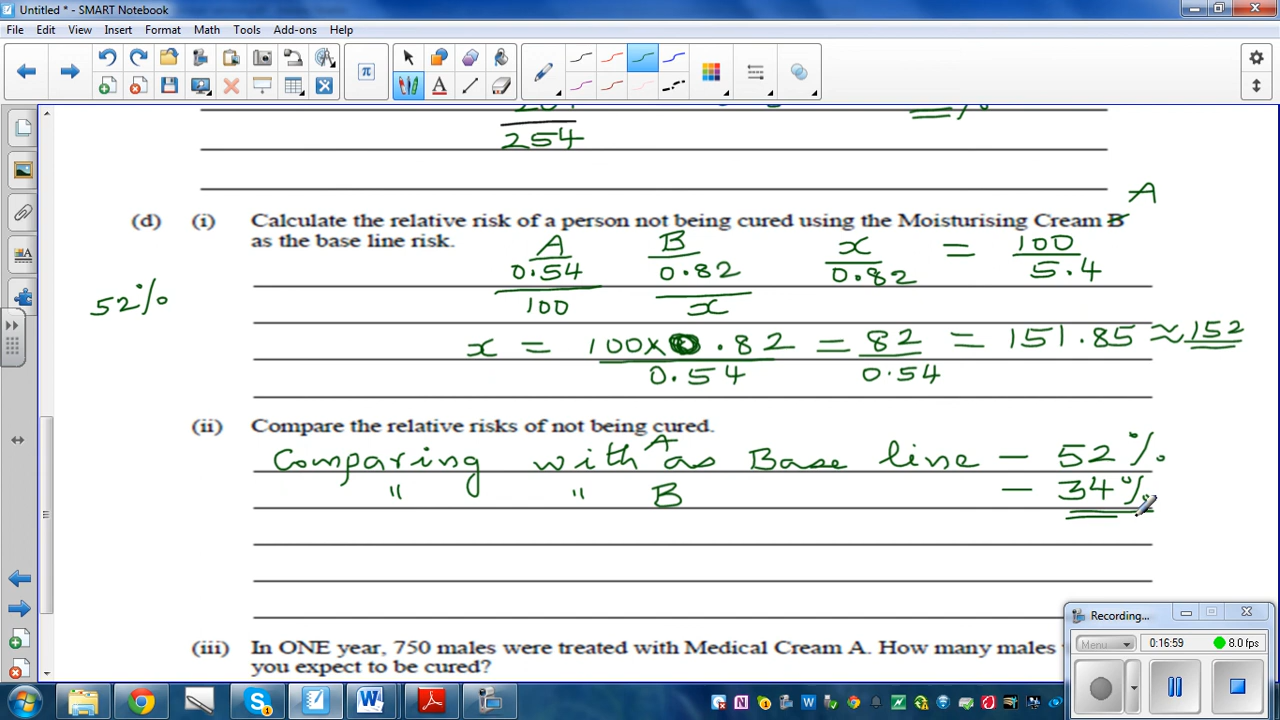 Untitled * - SMART Notebook
File Edit View Insert Format Math Tools Add-ons Help
254
%
(d) (i) Calculate the relative risk of a person not being cured using the Moisturising Cream B A
as the base line risk.
A B x = 100
0.54 0.82 0.82 5.4
100 x
52%
x = 100x0.82 = 82 = 151.85 ≈ 152
0.54 0.54
(ii) Compare the relative risks of not being cured.
Comparing with A as Base line - 52%
" " B - 34%
(iii) In ONE year, 750 males were treated with Medical Cream A. How many males
you expect to be cured?
Recording...
Menu
0:16:59
8.0 fps